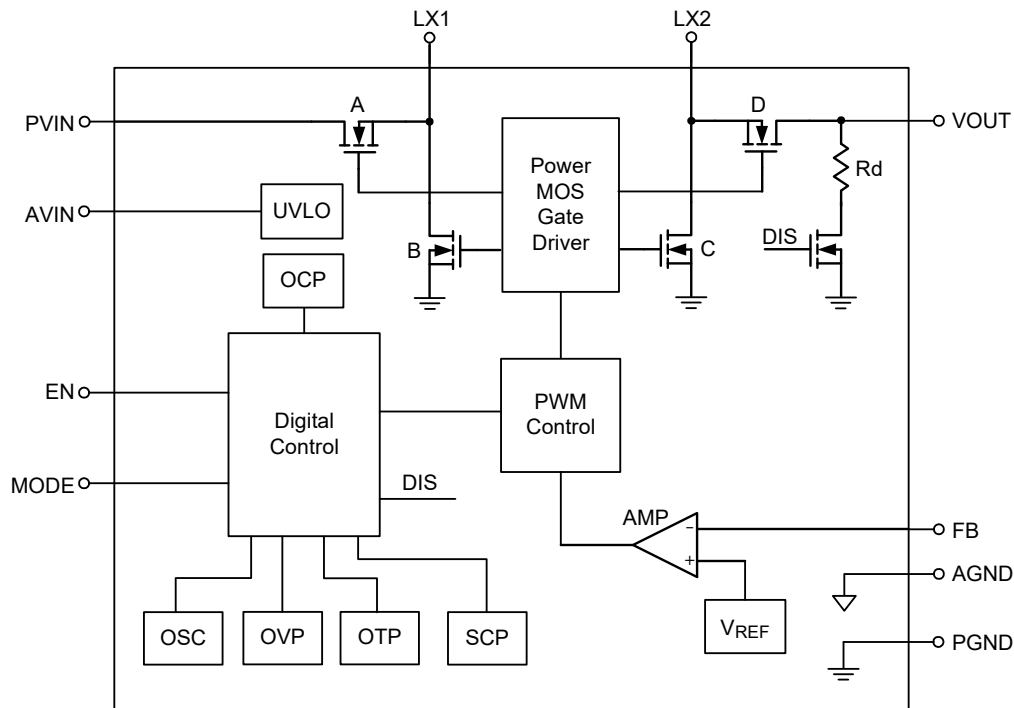 LX1
LX2
PVIN
A
D
VOUT
Power
MOS
Gate
Driver
Rd
AVIN
UVLO
B
C
DIS
OCP
EN
Digital
Control
PWM
Control
MODE
DIS
AMP
-
+
FB
AGND
VREF
PGND
OSC
OVP
OTP
SCP